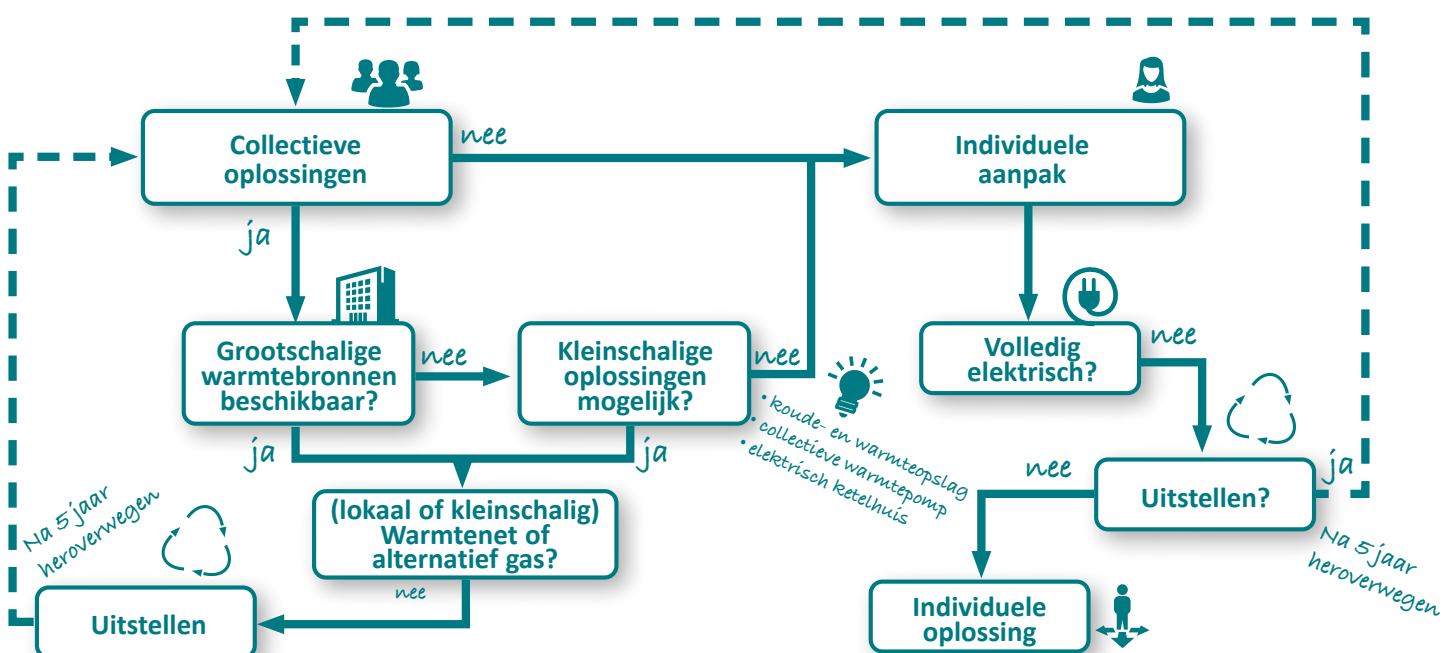 Collectieve
oplossingen
nee
ja
Individuele
aanpak
Grootschalige
warmtebronnen
beschikbaar?
nee
ja
Kleinschalige
oplossingen
mogelijk?
nee
ja
• koude- en warmteopslag
• collectieve warmtepomp
• elektrisch ketelhuis
Volledig
elektrisch?
nee
(lokaal of kleinschalig)
Warmtenet of
alternatief gas?
nee
Uitstellen
Na 5 jaar
heroverwegen
Uitstellen?
nee
ja
Na 5 jaar
heroverwegen
Individuele
oplossing